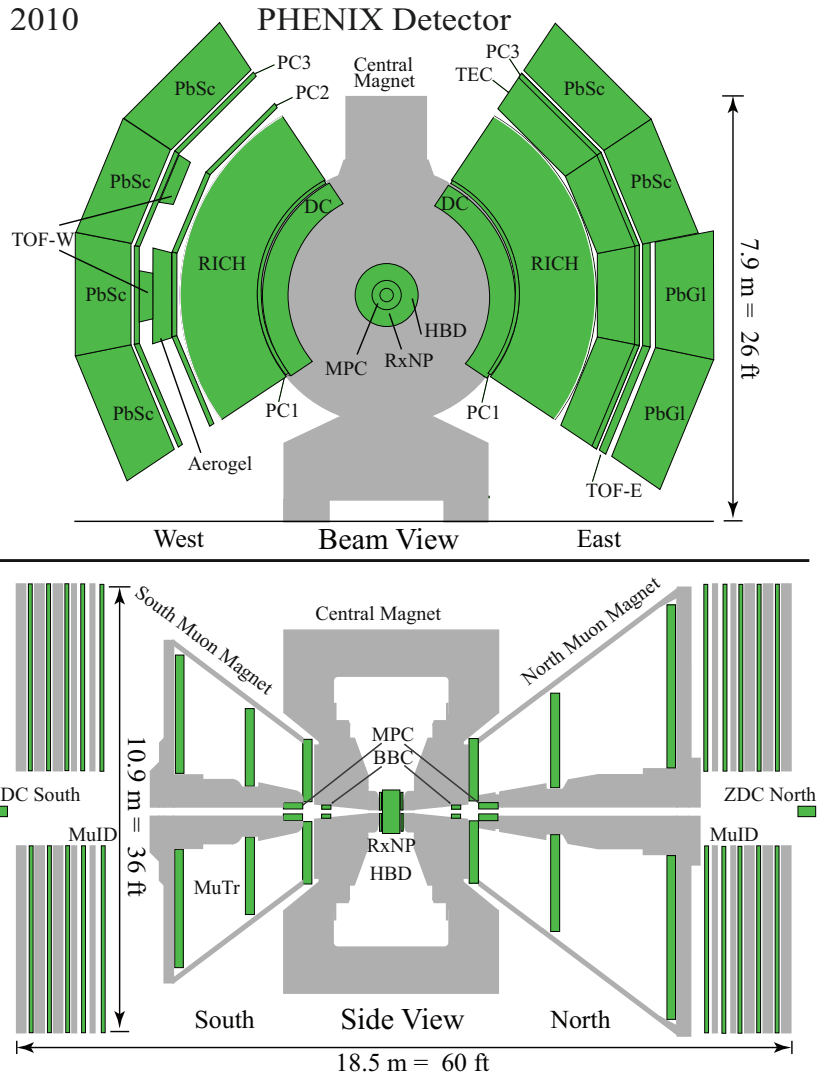 2010
PHENIX Detector
Central
Magnet
PC3
PbSc
PC2
PC3
TEC
PbSc
PbSc
PbSc
DC
DC
TOF-W
RICH
RICH
PbSc
PbGl
7.9 m = 26 ft
HBD
RxNP
MPC
PbSc
PC1
PC1
PbGl
Aerogel
TOF-E
West
Beam View
East
South Muon Magnet
Central Magnet
North Muon Magnet
MPC
BBC
10.9 m = 36 ft
DC South
ZDC North
MuID
MuID
RxNP
HBD
MuTr
South
Side View
North
18.5 m = 60 ft